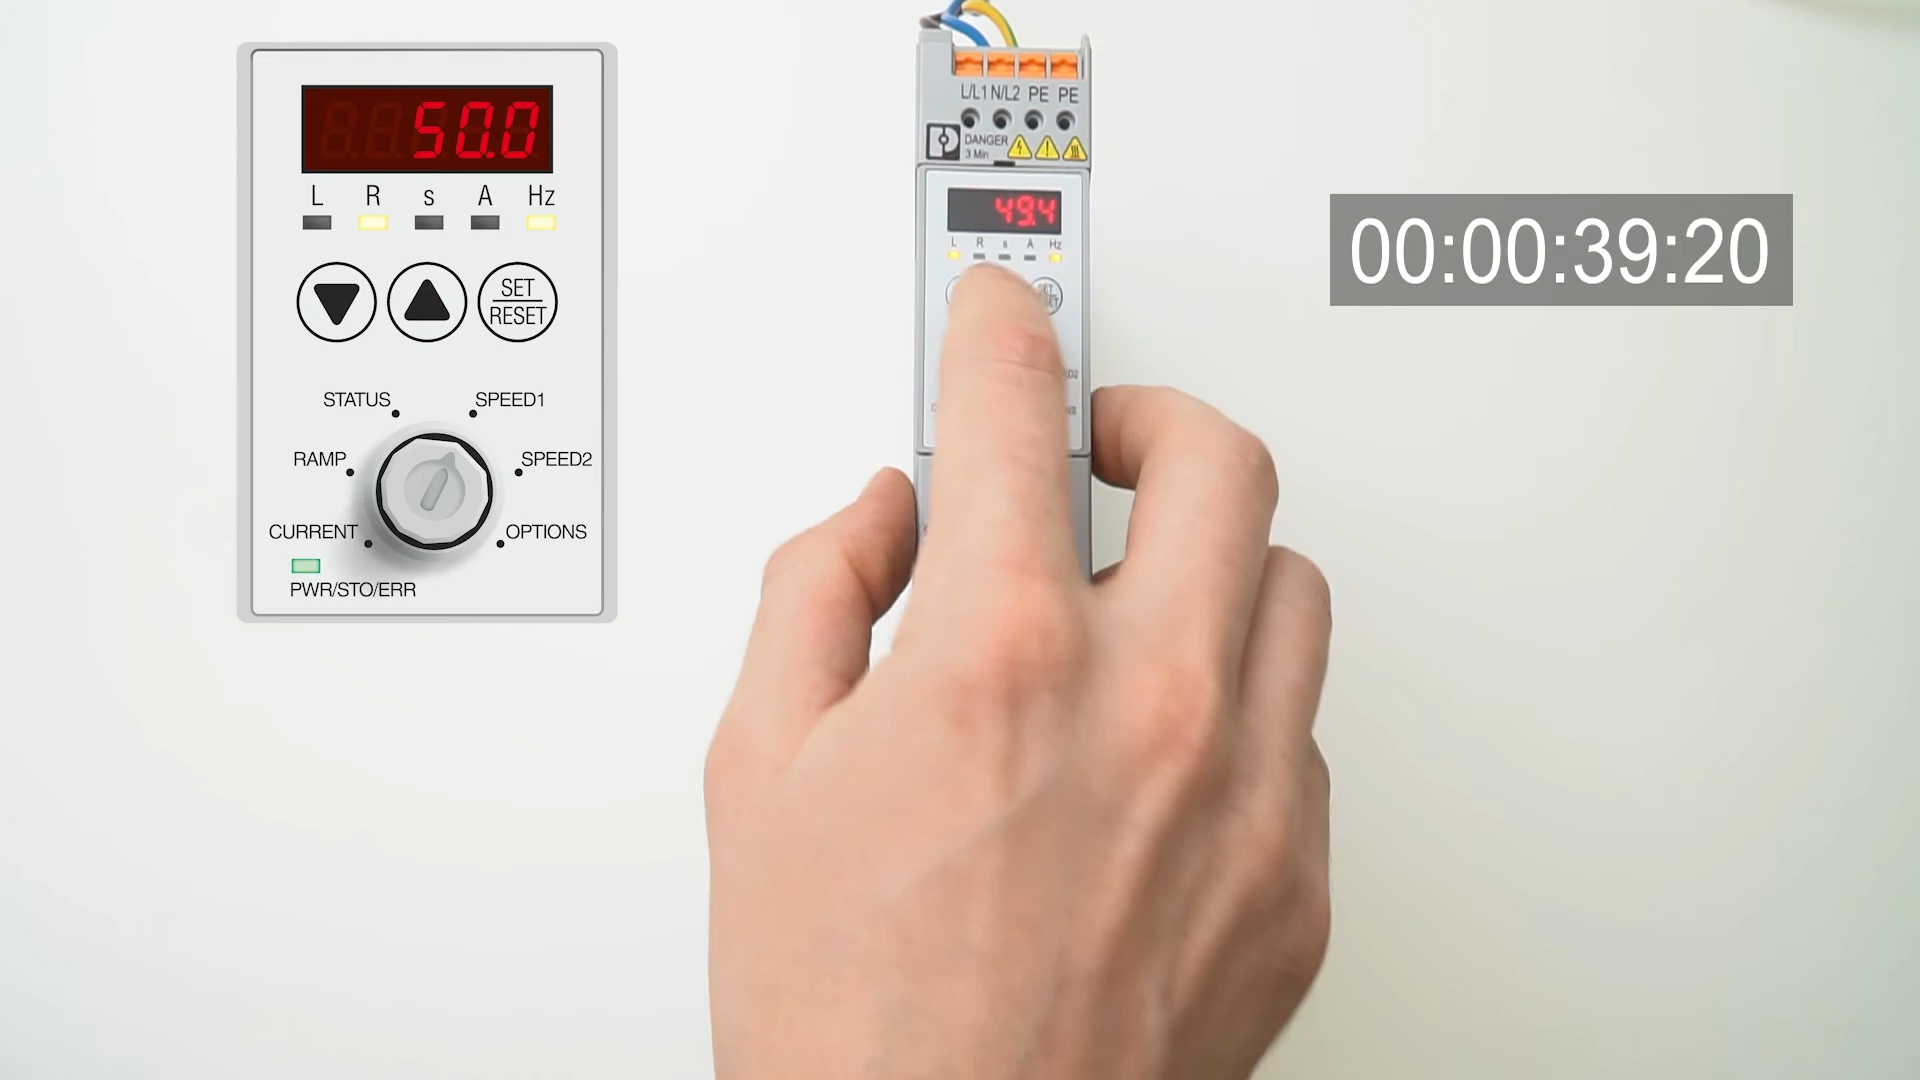 50.0
L R s A Hz
SET
RESET
STATUS
SPEED1
RAMP
SPEED2
CURRENT
OPTIONS
PWR/STO/ERR
L/L1 N/L2 PE PE
DANGER
3 Min
49.4
L R s A Hz
SET
00:00:39:20